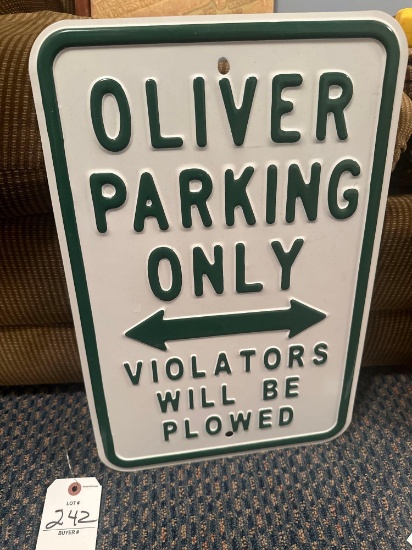 OLIVER
PARKING
ONLY
VIOLATORS
WILL BE
PLOWED
LOT#
242
BUYER#